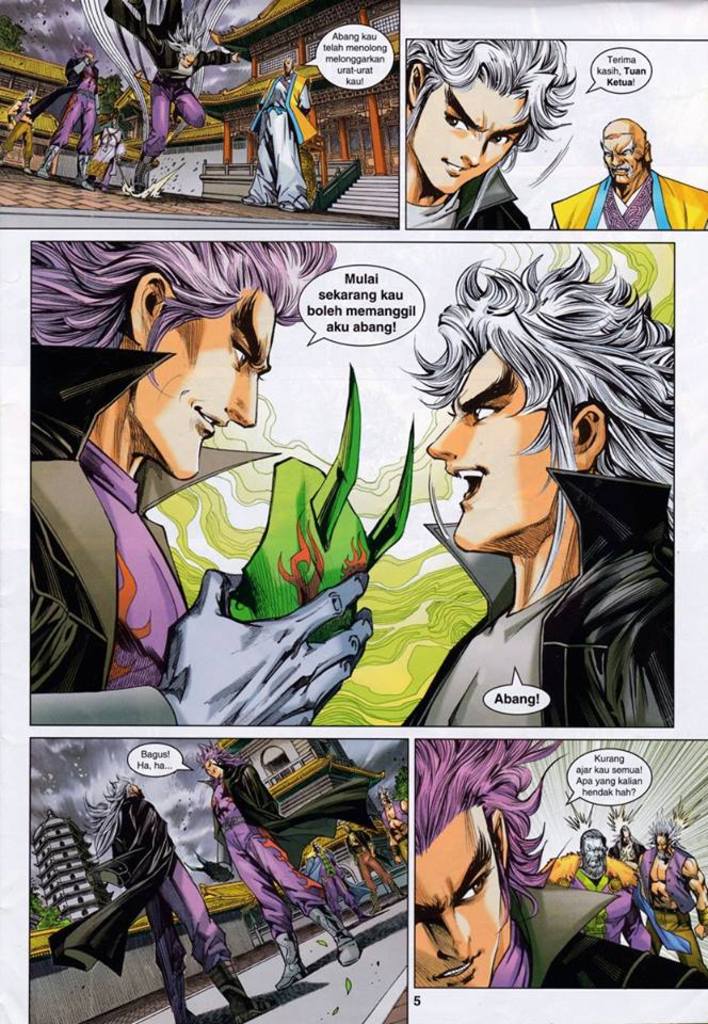 Abang kau
telah menolong
melonggarkan
urat-urat
kau!
Terima
kasih, Tuan
Ketua!
Mulai
sekarang kau
boleh memanggil
aku abang!
Abang!
Bagus!
Ha, ha...
Kurang
ajar kau semua!
Apa yang kalian
hendak hah?
5